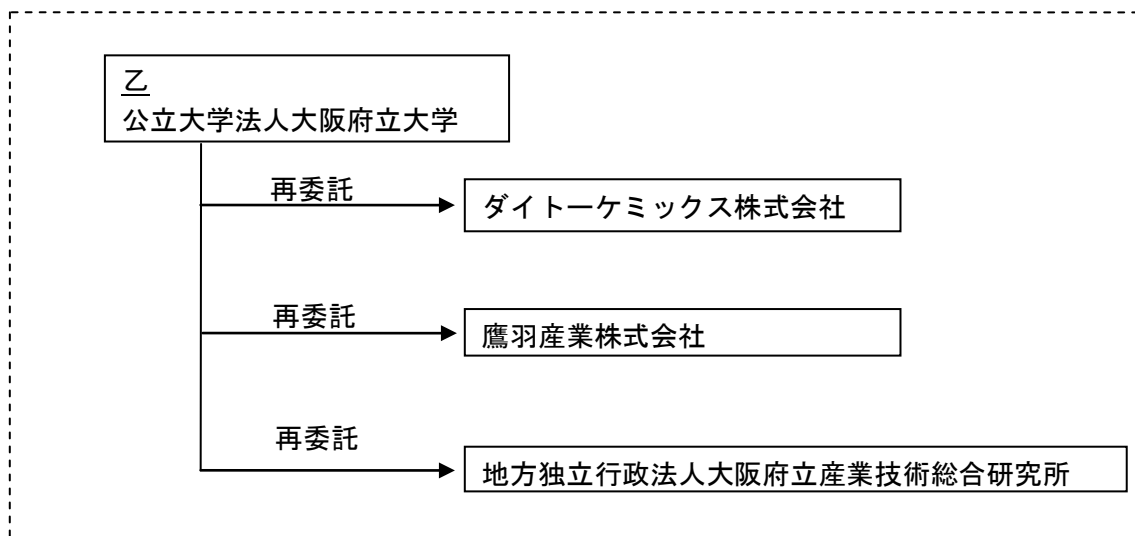 乙
公立大学法人大阪府立大学
再委託
ダイトーケミックス株式会社
再委託
鷹羽産業株式会社
再委託
地方独立行政法人大阪府立産業技術総合研究所